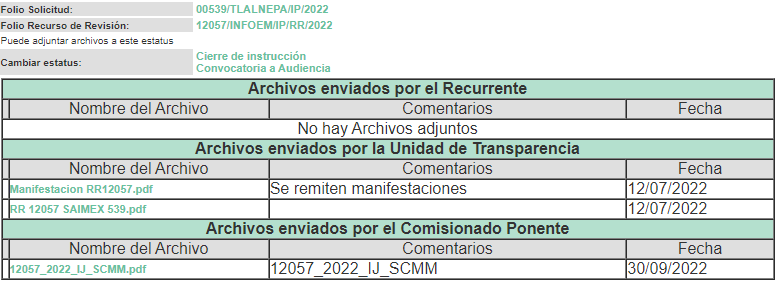 Folio Solicitud: 00539/TLALNEPA/IP/2022
Folio Recurso de Revisión: 12057/INFOEM/IP/RR/2022
Puede adjuntar archivos a este estatus
Cambiar estatus: Cierre de instrucción
Convocatoria a Audiencia
Archivos enviados por el Recurrente
Nombre del Archivo Comentarios Fecha
No hay Archivos adjuntos
Archivos enviados por la Unidad de Transparencia
Nombre del Archivo Comentarios Fecha
Manifestacion RR12057.pdf Se remiten manifestaciones 12/07/2022
RR 12057 SAIMEX 539.pdf 12/07/2022
Archivos enviados por el Comisionado Ponente
Nombre del Archivo Comentarios Fecha
12057_2022_IJ_SCMM.pdf 12057_2022_IJ_SCMM 30/09/2022